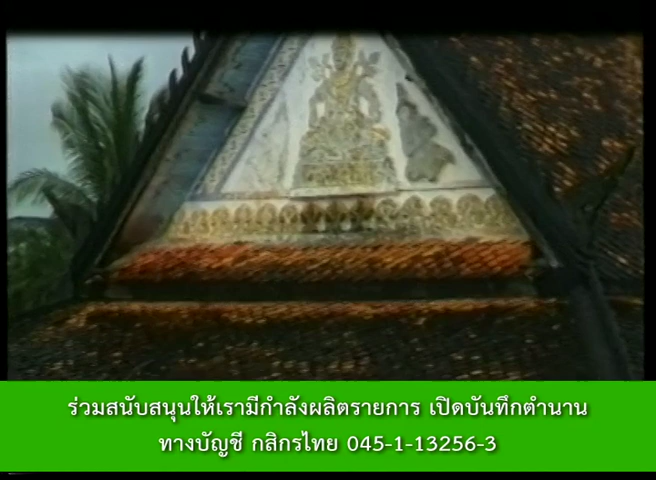 ร่วมสนับสนุนให้เรามีกำลังผลิตรายการ เปิดบันทึกตำนาน
ทางบัญชี กสิกรไทย 045-1-13256-3